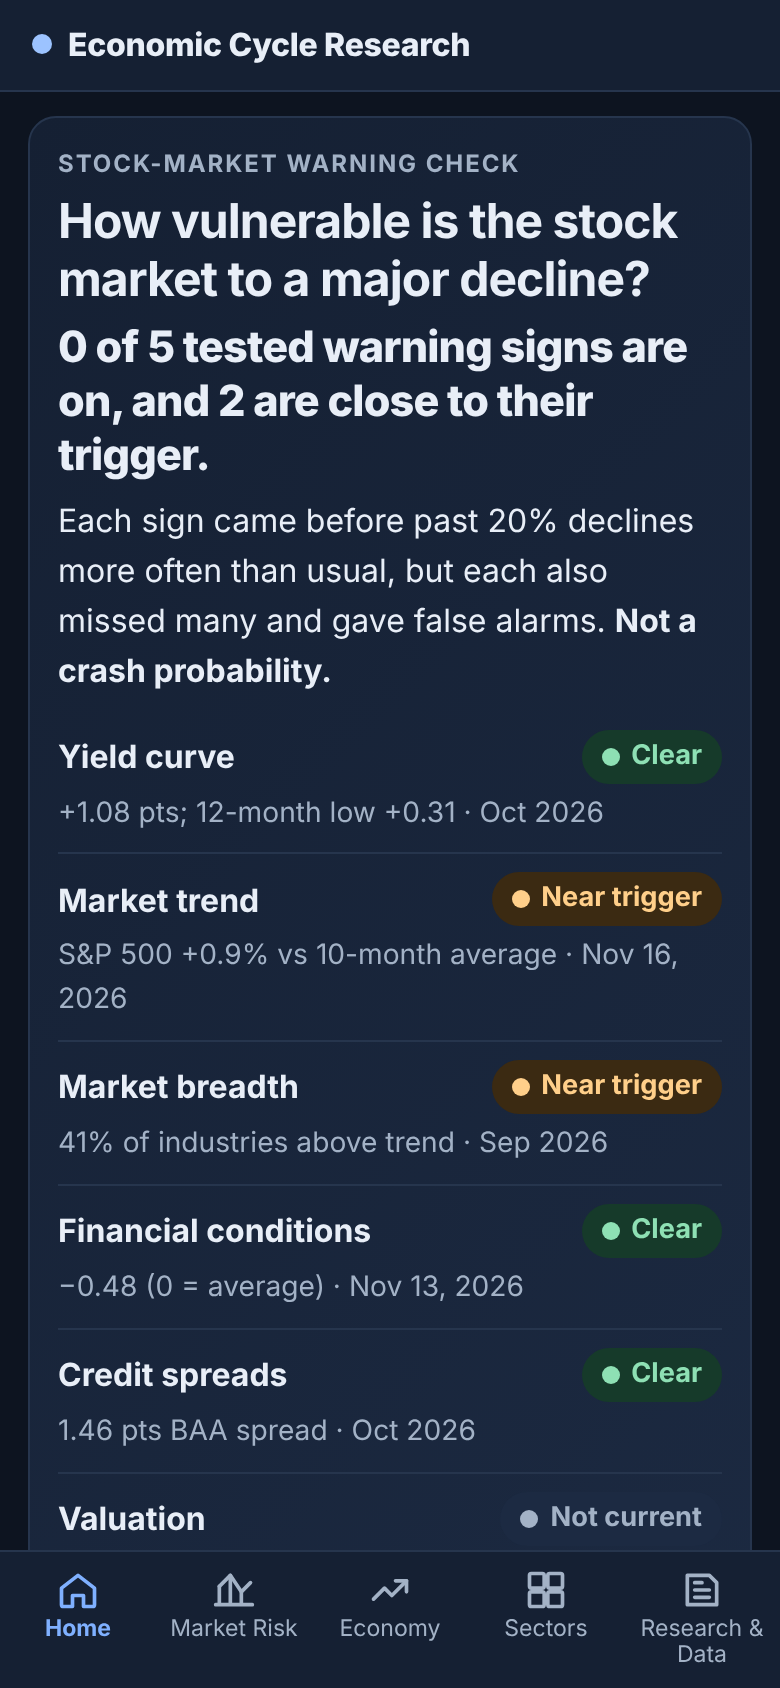 Economic Cycle Research
STOCK-MARKET WARNING CHECK
How vulnerable is the stock
market to a major decline?
0 of 5 tested warning signs are
on, and 2 are close to their
trigger.
Each sign came before past 20% declines
more often than usual, but each also
missed many and gave false alarms. Not a
crash probability.
Yield curve
Clear
+1.08 pts; 12-month low +0.31 · Oct 2026
Market trend
Near trigger
S&P 500 +0.9% vs 10-month average · Nov 16,
2026
Market breadth
Near trigger
41% of industries above trend · Sep 2026
Financial conditions
Clear
−0.48 (0 = average) · Nov 13, 2026
Credit spreads
Clear
1.46 pts BAA spread · Oct 2026
Valuation
Not current
Home
Market Risk
Economy
Sectors
Research &
Data